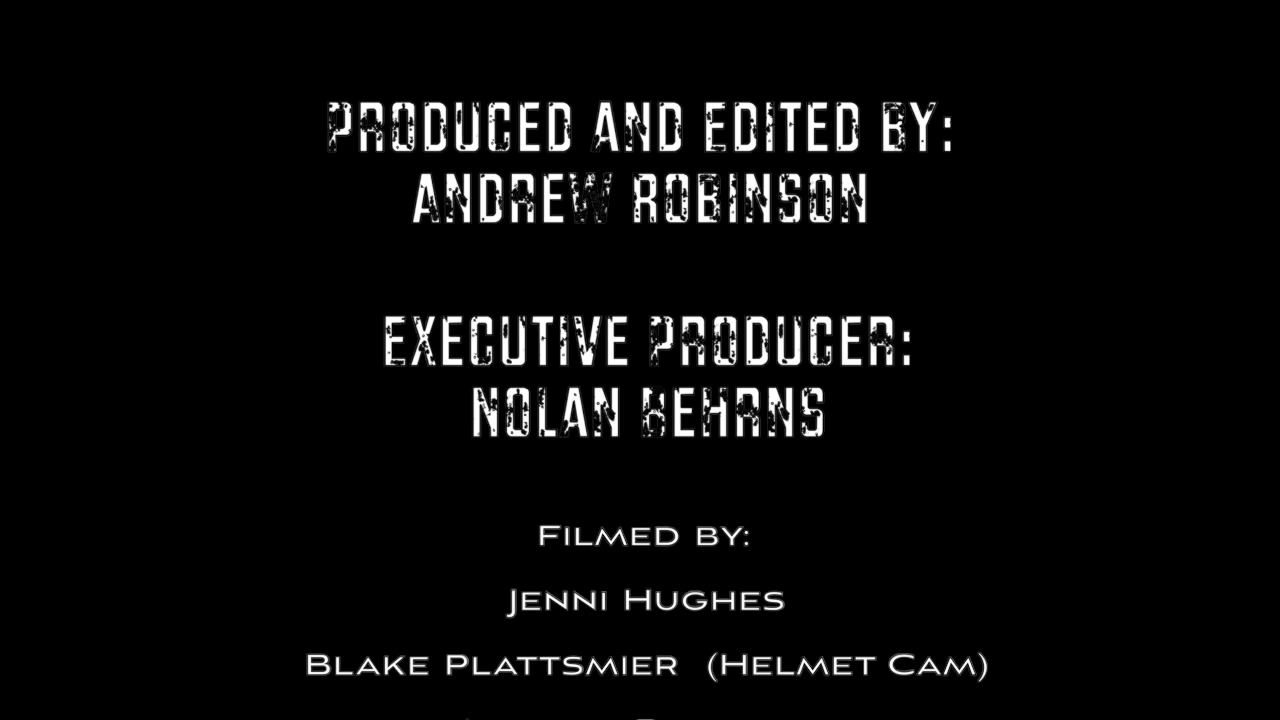 PRODUCED AND EDITED BY:
ANDREW ROBINSON
EXECUTIVE PRODUCER:
NOLAN BEHRNS
FILMED BY:
JENNI HUGHES
BLAKE PLATTSMIER (HELMET CAM)